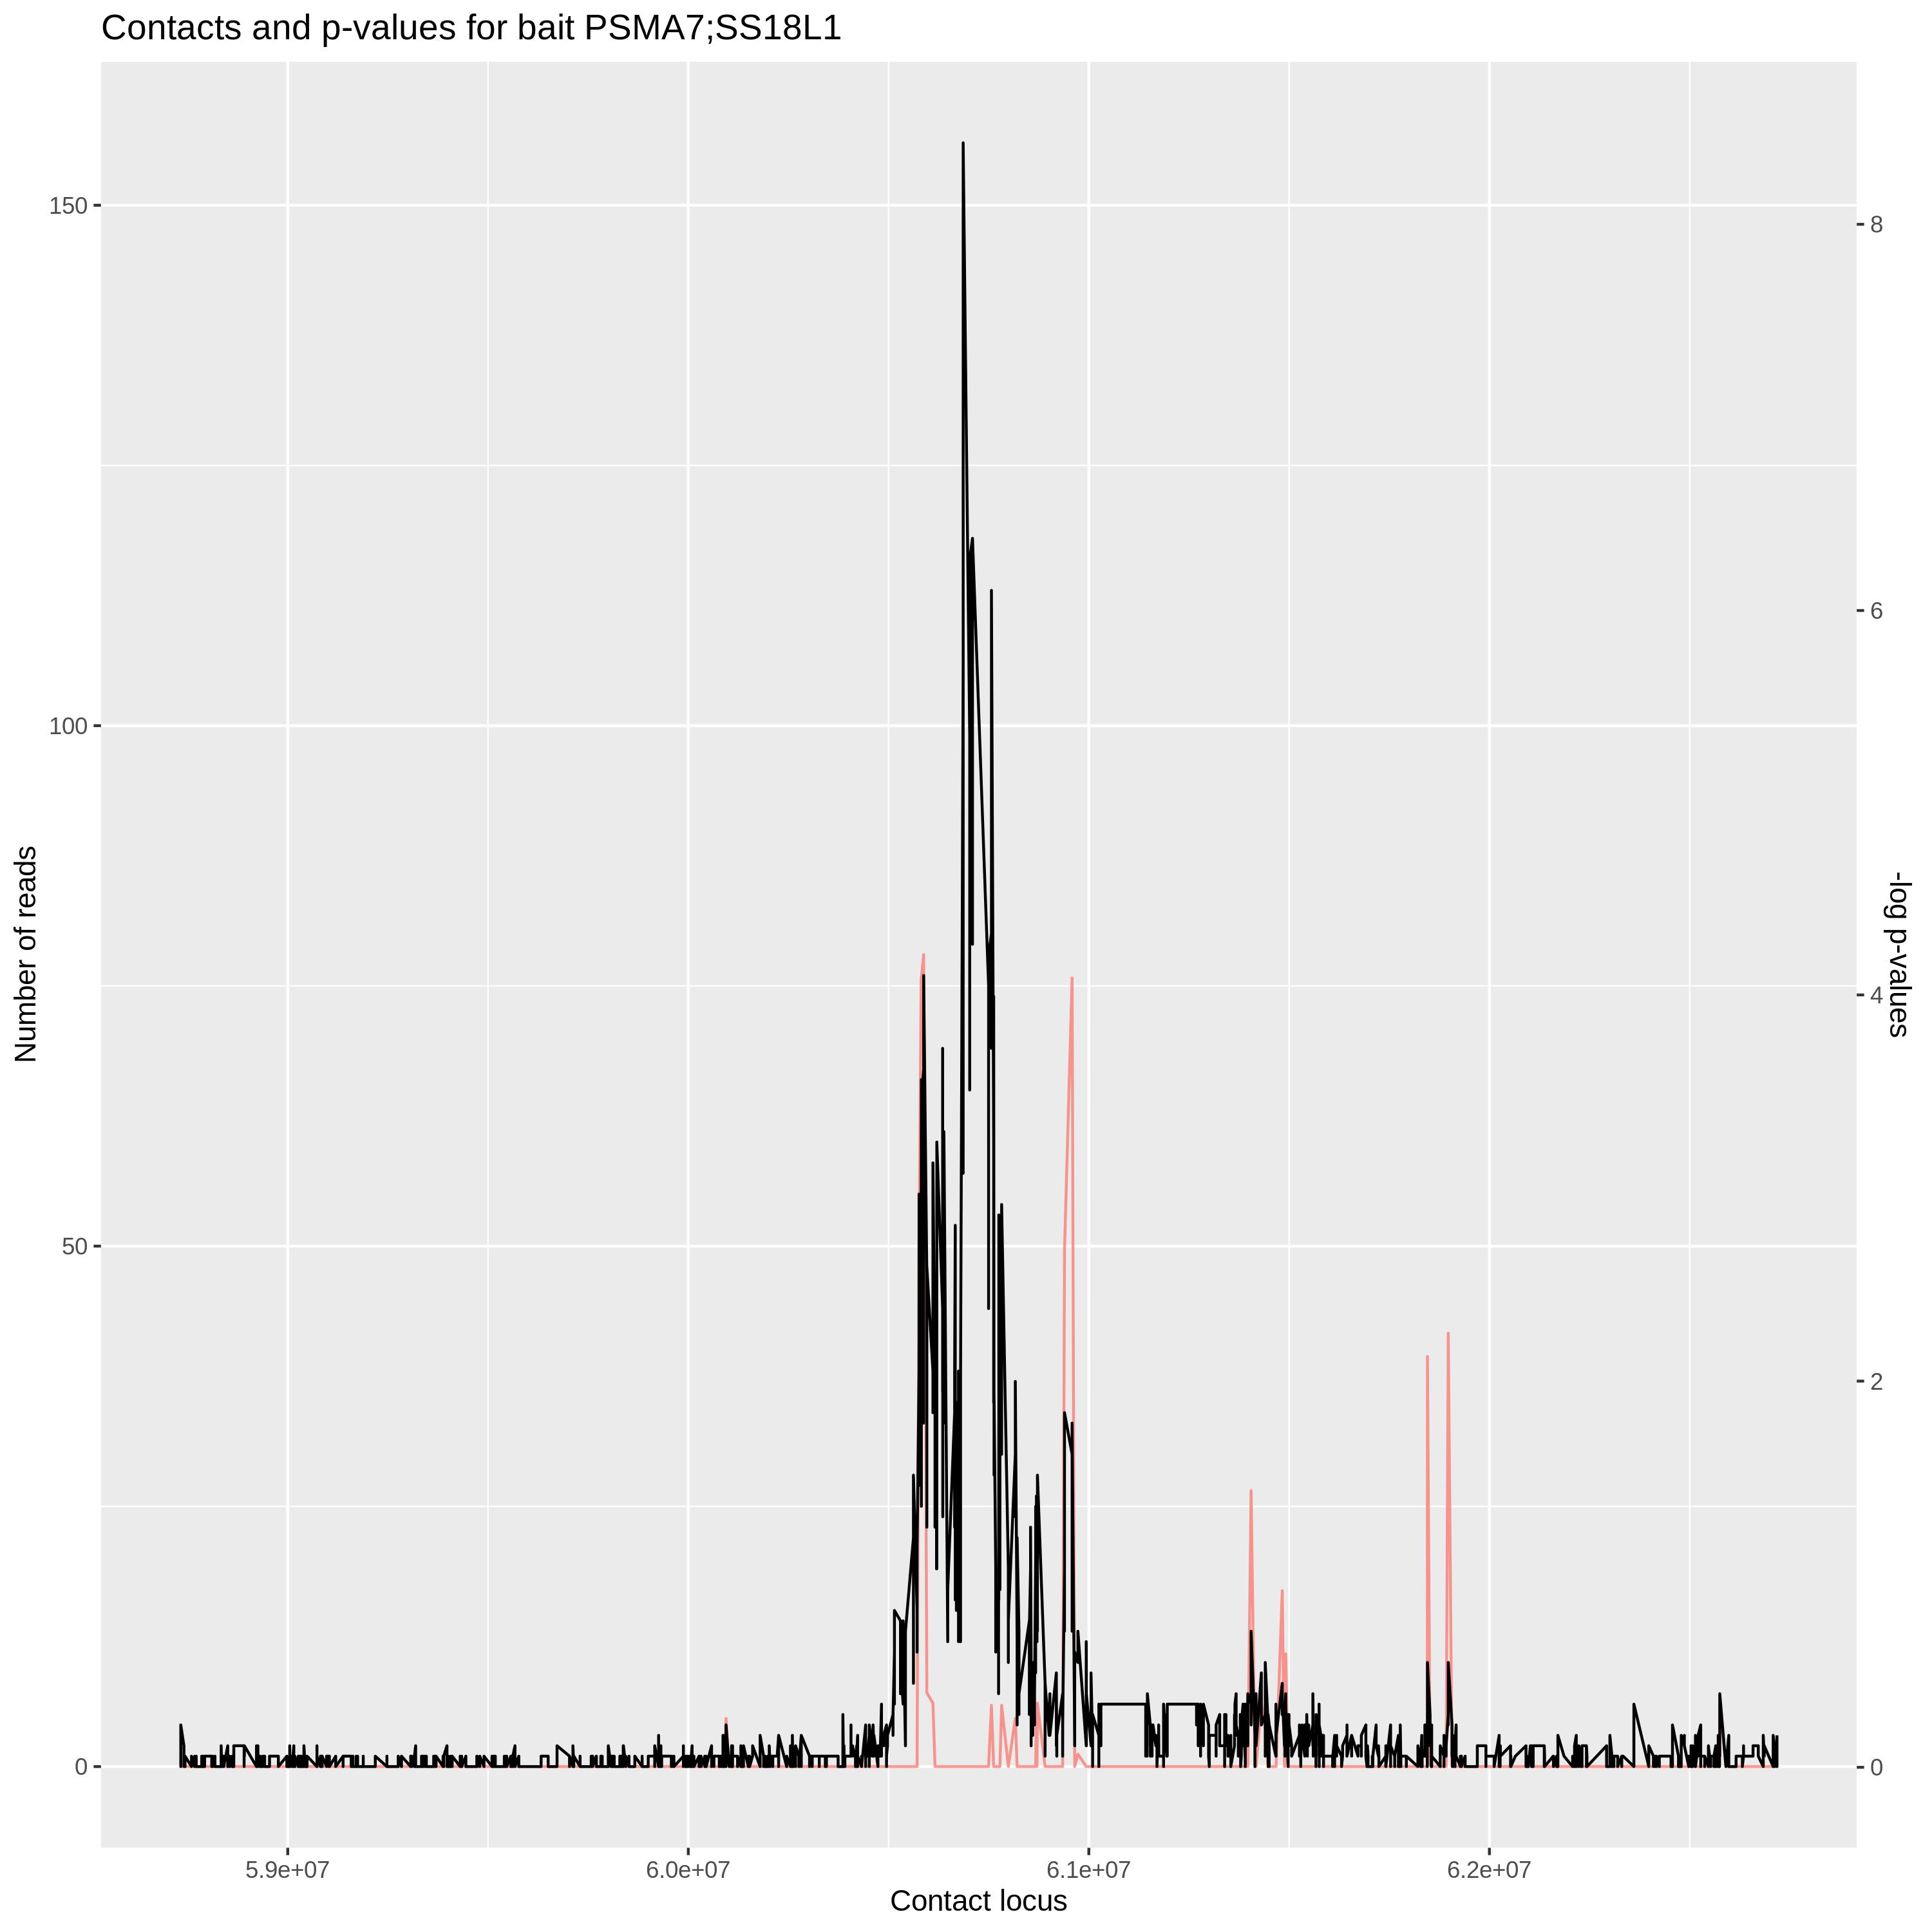 Contacts and p-values for bait PSMA7;SS18L1
150
100
50
0
Number of reads
8
6
4
2
0
-log p-values
5.9e+07
6.0e+07
6.1e+07
6.2e+07
Contact locus